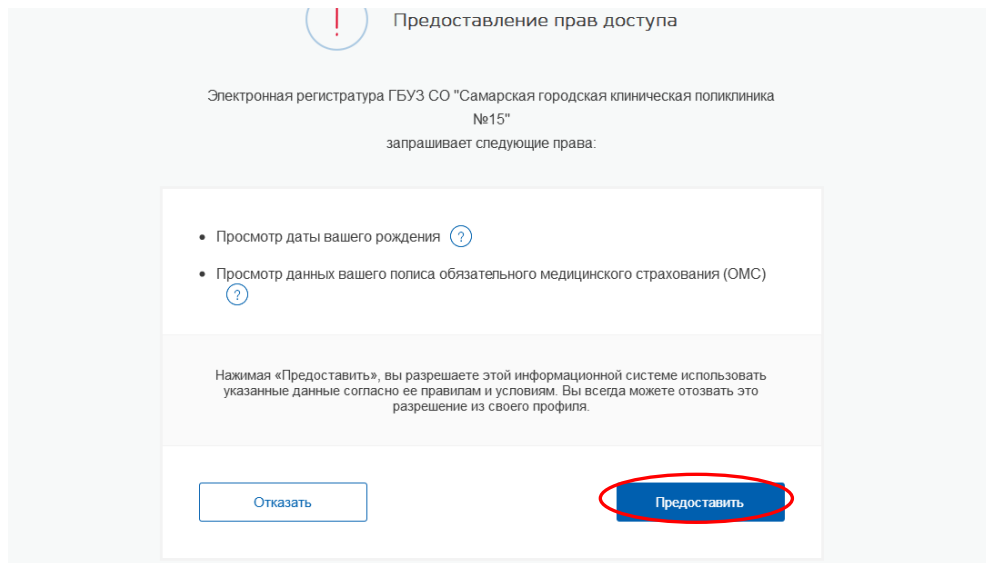 Предоставление прав доступа
Электронная регистратура ГБУЗ СО "Самарская городская клиническая поликлиника
№15"
запрашивает следующие права:
Просмотр даты вашего рождения ?
Просмотр данных вашего полиса обязательного медицинского страхования (ОМС)
?
Нажимая «Предоставить», вы разрешаете этой информационной системе использовать
указанные данные согласно ее правилам и условиям. Вы всегда можете отозвать это
разрешение из своего профиля.
Отказать
Предоставить